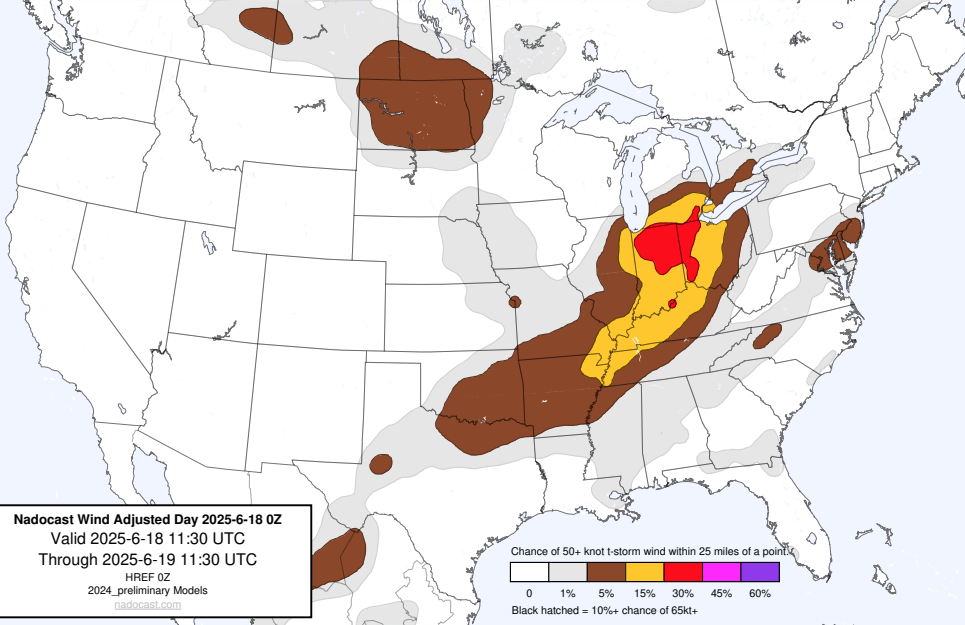 Nadocast Wind Adjusted Day 2025-6-18 0Z
Valid 2025-6-18 11:30 UTC
Through 2025-6-19 11:30 UTC
HREF 0Z
2024_preliminary Models
nadocast.com
Chance of 50+ knot t-storm wind within 25 miles of a point.
0 1% 5% 15% 30% 45% 60%
Black hatched = 10%+ chance of 65kt+